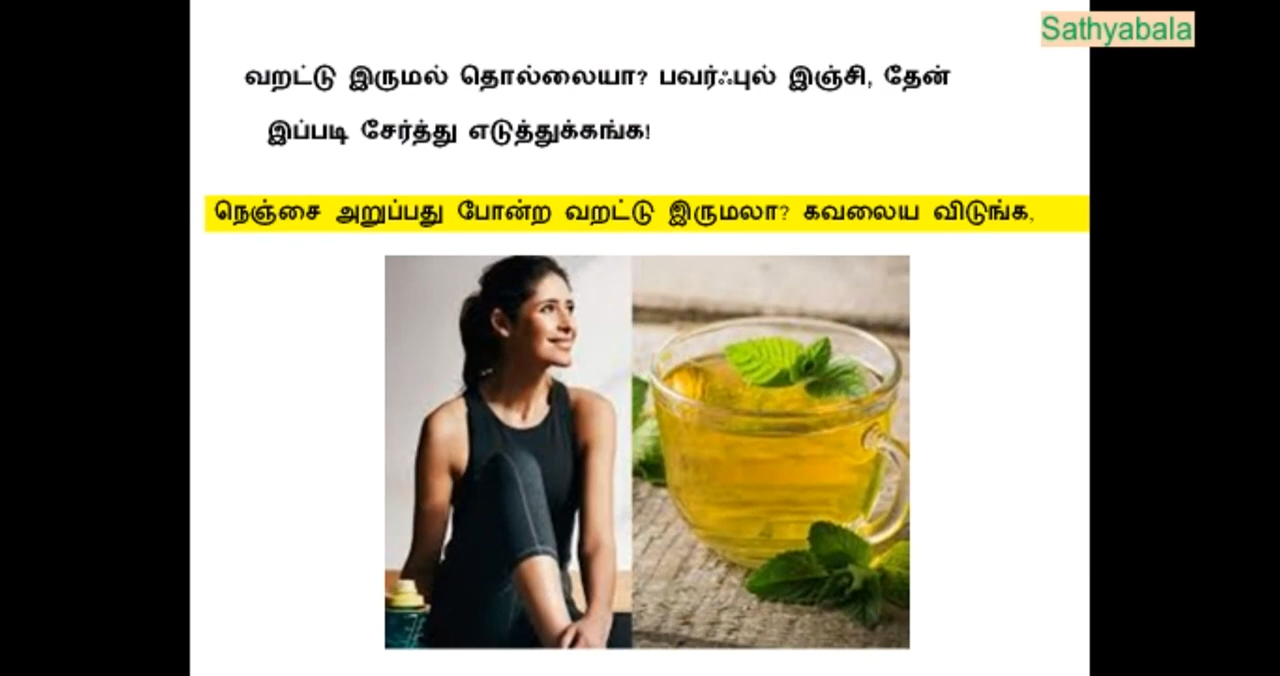 Sathyabala
வறட்டு இருமல் தொல்லையா? பவர்ஃபுல் இஞ்சி, தேன்
இப்படி சேர்த்து எடுத்துக்கங்க!
நெஞ்சை அறுப்பது போன்ற வறட்டு இருமலா? கவலைய விடுங்க,